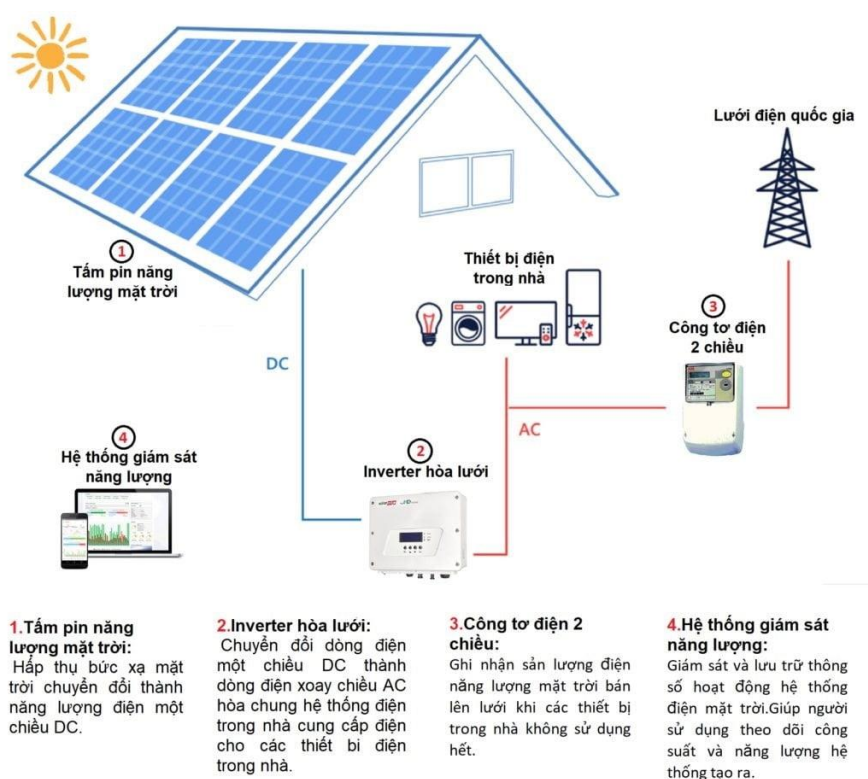 Lưới điện quốc gia
1
Tấm pin năng
lượng mặt trời
Thiết bị điện
trong nhà
3
Công tơ điện
2 chiều
DC
AC
4
Hệ thống giám sát
năng lượng
2
Inverter hòa lưới
1.Tấm pin năng
lượng mặt trời:
Hấp thụ bức xạ mặt
trời chuyển đổi thành
năng lượng điện một
chiều DC.
2.Inverter hòa lưới:
Chuyển đổi dòng điện
một chiều DC thành
dòng điện xoay chiều AC
hòa chung hệ thống điện
trong nhà cung cấp điện
cho các thiết bi điện
trong nhà.
3.Công tơ điện 2
chiều:
Ghi nhận sản lượng điện
năng lượng mặt trời bán
lên lưới khi các thiết bị
trong nhà không sử dụng
hết.
4.Hệ thống giám sát
năng lượng:
Giám sát và lưu trữ thông
số hoạt động hệ thống
điện mặt trời.Giúp người
sử dụng theo dõi công
suất và năng lượng hệ
thống tạo ra.